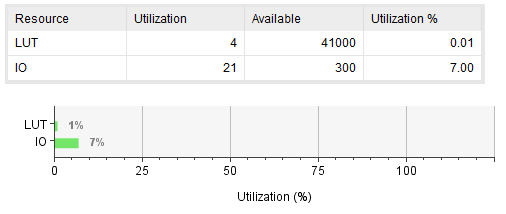 Resource Utilization Available Utilization %
LUT 4 41000 0.01
IO 21 300 7.00
LUT 1%
IO 7%
0 25 50 75 100
Utilization (%)